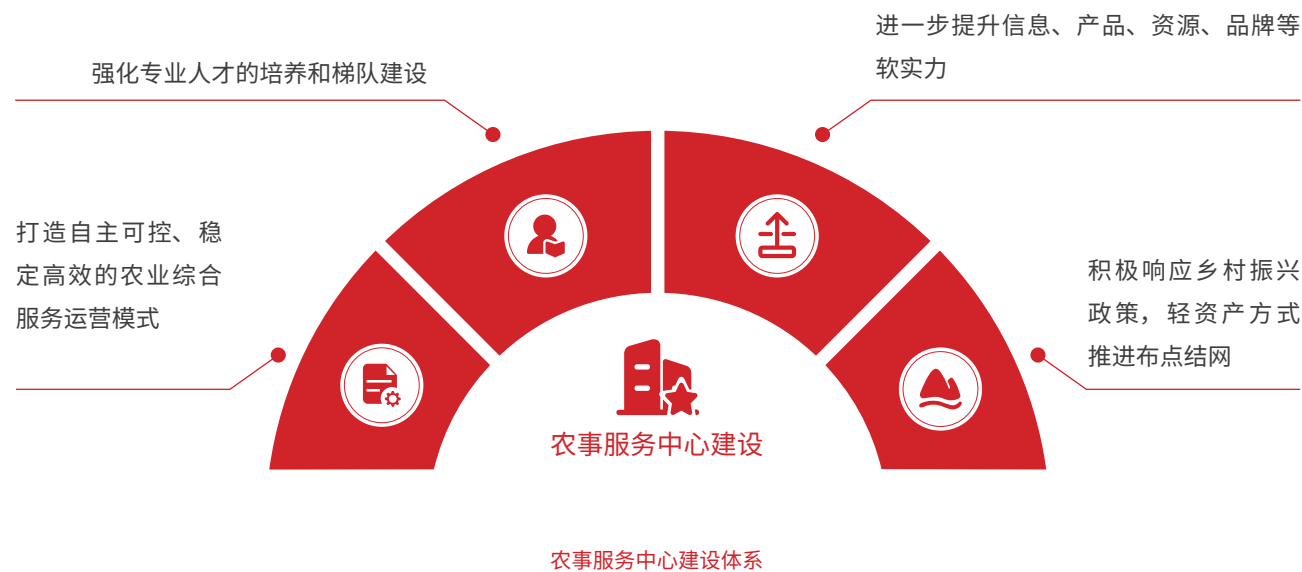 进一步提升信息、产品、资源、品牌等
软实力
强化专业人才的培养和梯队建设
打造自主可控、稳
定高效的农业综合
服务运营模式
积极响应乡村振兴
政策，轻资产方式
推进布点结网
农事服务中心建设
农事服务中心建设体系